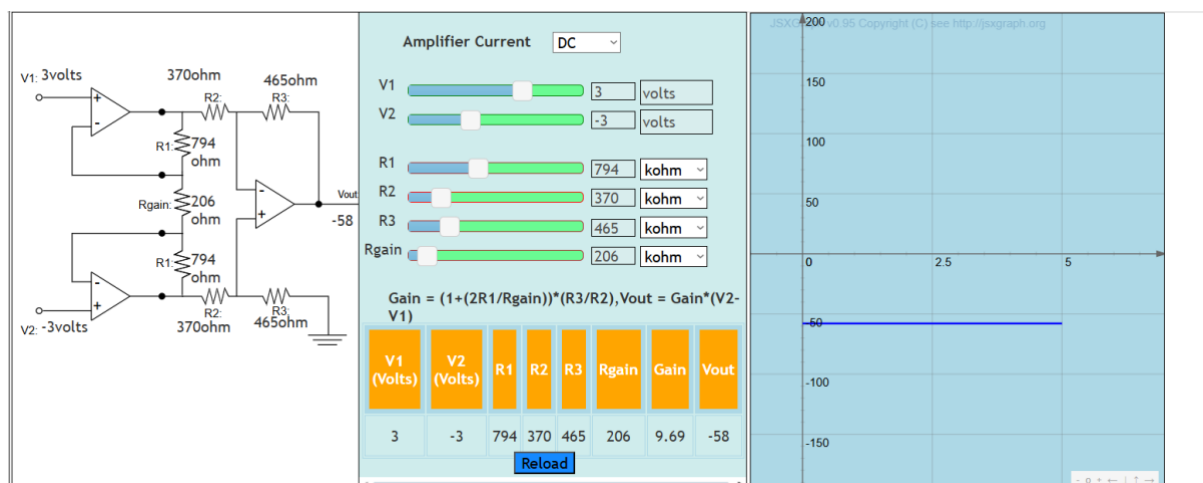 V1: 3volts
370ohm
465ohm
R2:
R3:
+
-
R1: 794
ohm
Rgain: 206
ohm
-
+
Vout
-58
R1: 794
ohm
-
+
V2: -3volts
R2:
370ohm
R3:
465ohm
Amplifier Current DC
V1 3 volts
V2 -3 volts
R1 794 kohm
R2 370 kohm
R3 465 kohm
Rgain 206 kohm
Gain = (1+(2R1/Rgain))*(R3/R2),Vout = Gain*(V2-
V1)
V1 (Volts) V2 (Volts) R1 R2 R3 Rgain Gain Vout
3 -3 794 370 465 206 9.69 -58
Reload
v0.95 Copyright (C) see http://jsxgraph.org
200
150
100
50
0 2.5 5
-50
-100
-150
- o + ← ↓ ↑ →